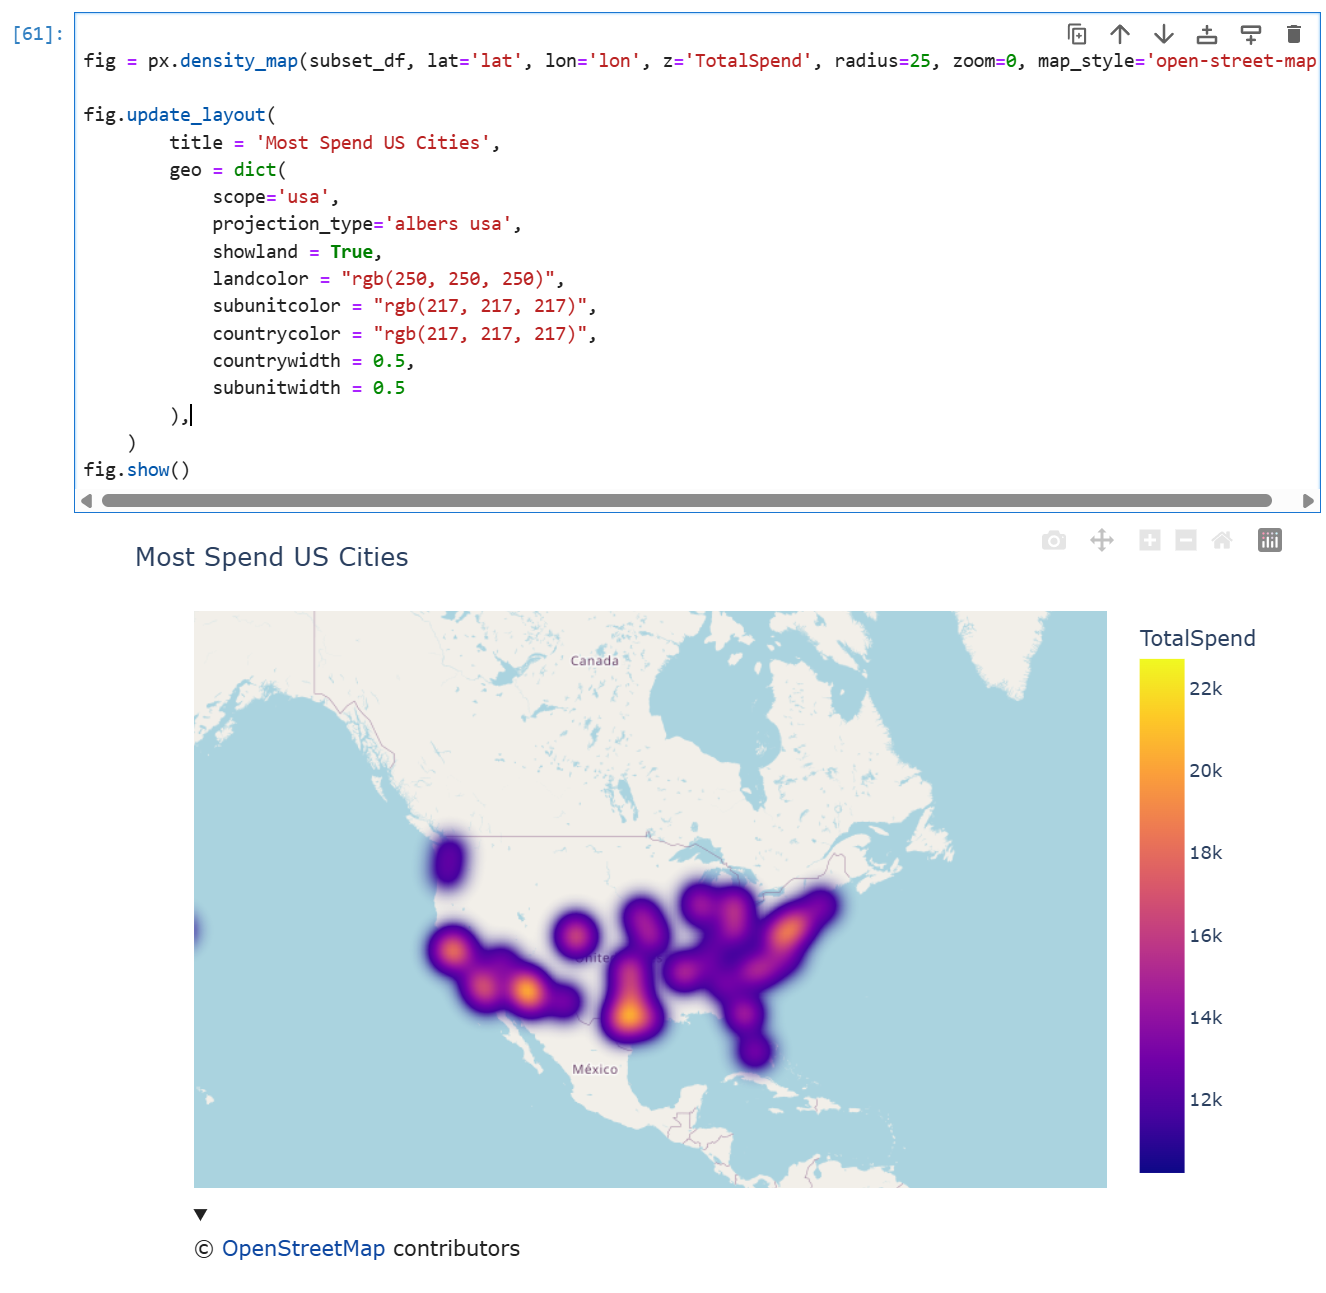 [61]:
fig = px.density_map(subset_df, lat='lat', lon='lon', z='TotalSpend', radius=25, zoom=0, map_style='open-street-map
fig.update_layout(
        title = 'Most Spend US Cities',
        geo = dict(
            scope='usa',
            projection_type='albers usa',
            showland = True,
            landcolor = "rgb(250, 250, 250)",
            subunitcolor = "rgb(217, 217, 217)",
            countrycolor = "rgb(217, 217, 217)",
            countrywidth = 0.5,
            subunitwidth = 0.5
        ),
    )
fig.show()
Most Spend US Cities
TotalSpend
Canada
22k
20k
18k
16k
14k
12k
México
© OpenStreetMap contributors